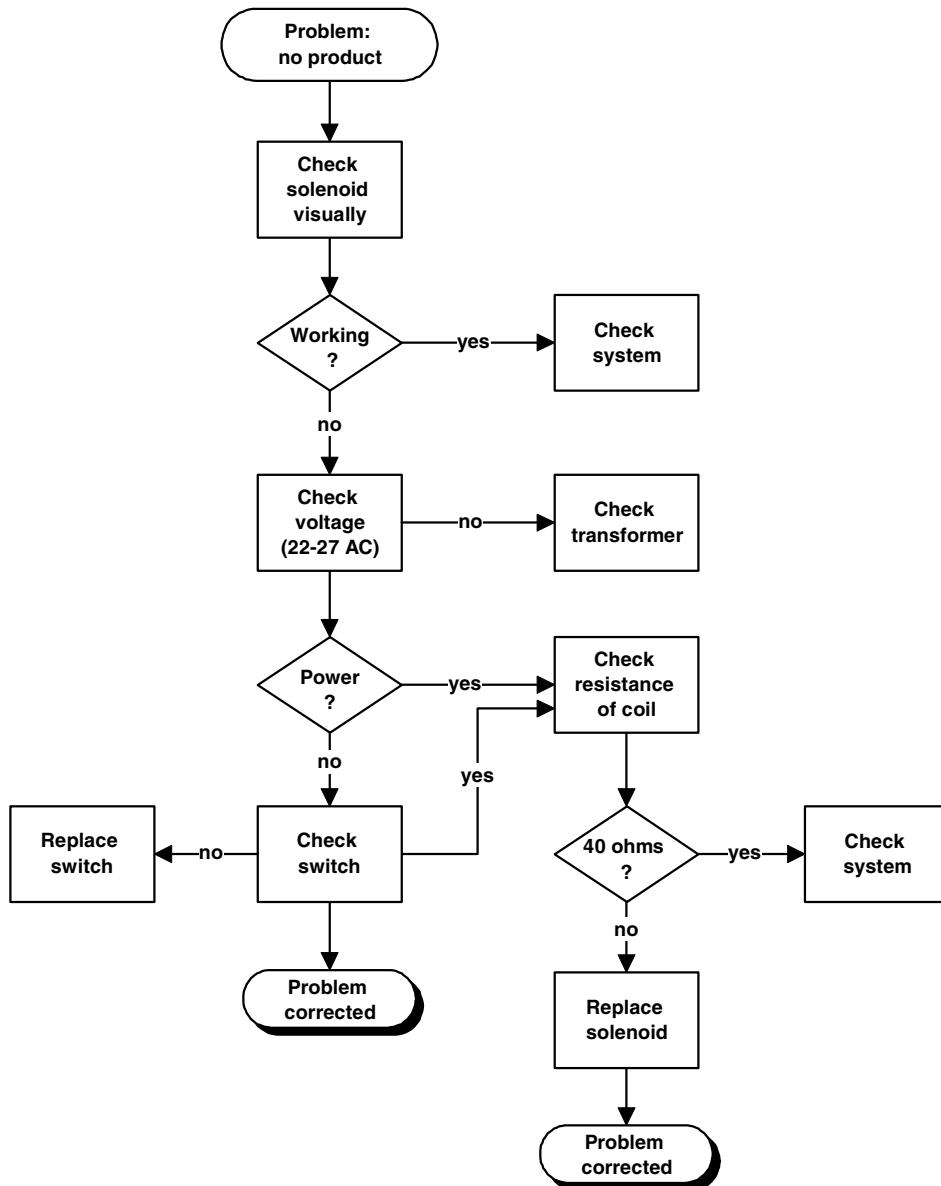 Problem:
no product
Check
solenoid
visually
Working
?
yes
Check
system
no
Check
voltage
(22-27 AC)
no
Check
transformer
Power
?
yes
Check
resistance
of coil
no
yes
Replace
switch
no
Check
switch
40 ohms
?
yes
Check
system
no
Problem
corrected
Replace
solenoid
Problem
corrected